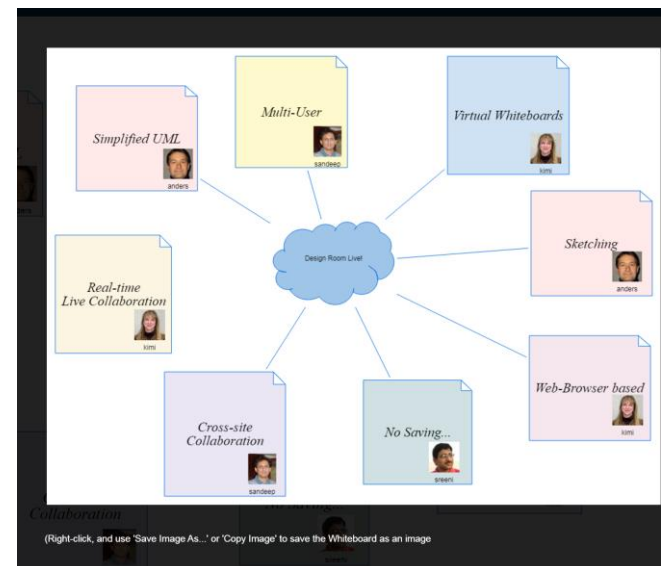 Simplified UML
anders
Multi-User
sandeep
Virtual Whiteboards
kimi
Design Room Live!
Sketching
anders
Real-time
Live Collaboration
kimi
Web-Browser based
kimi
Cross-site
Collaboration
sandeep
No Saving...
sreeni
Collaboration
No Saving...
(Right-click, and use 'Save Image As...' or 'Copy Image' to save the Whiteboard as an image